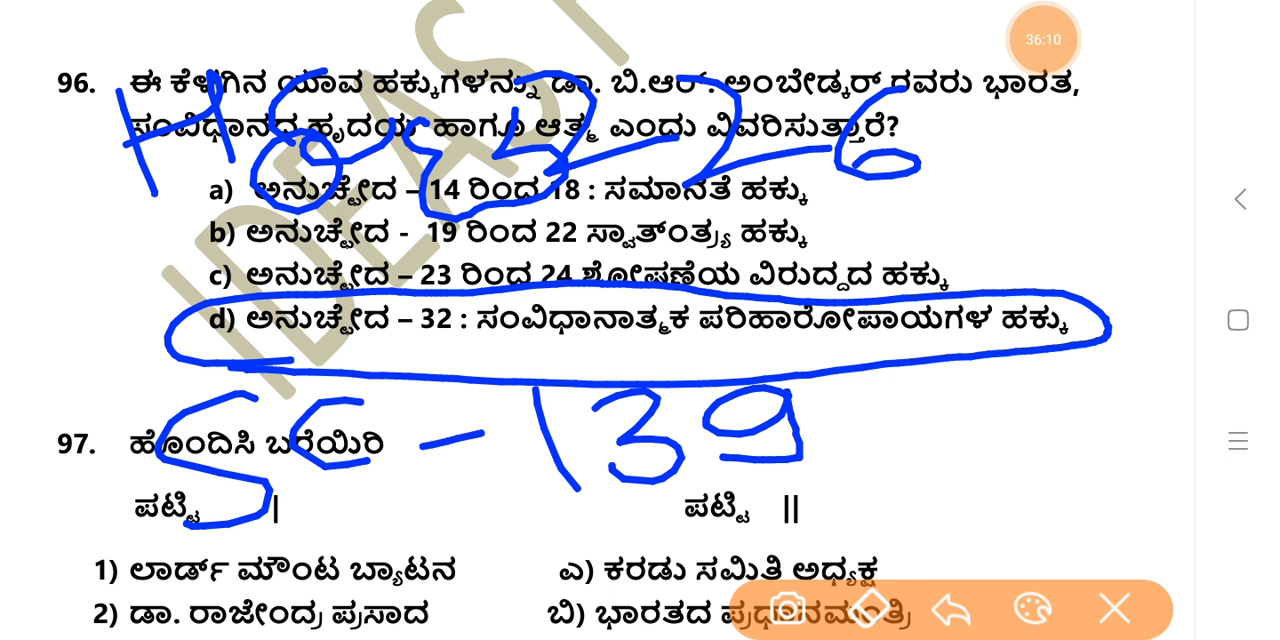 36:10
96. ಈ ಕೆಳಗಿನ ಯಾವ ಹಕ್ಕುಗಳನ್ನು ಡಾ. ಬಿ.ಆರ್. ಅಂಬೇಡ್ಕರ್ ರವರು ಭಾರತ,
ಸಂವಿಧಾನದ ಹೃದಯ ಹಾಗೂ ಆತ್ಮ ಎಂದು ವಿವರಿಸುತ್ತಾರೆ?
a) ಅನುಚ್ಛೇದ – 14 ರಿಂದ 18 : ಸಮಾನತೆ ಹಕ್ಕು
b) ಅನುಚ್ಛೇದ - 19 ರಿಂದ 22 ಸ್ವಾತ್ಂತ್ರ್ಯ ಹಕ್ಕು
c) ಅನುಚ್ಛೇದ – 23 ರಿಂದ 24 ಶೋಷಣೆಯ ವಿರುದ್ದದ ಹಕ್ಕು
d) ಅನುಚ್ಛೇದ – 32 : ಸಂವಿಧಾನಾತ್ಮಕ ಪರಿಹಾರೋಪಾಯಗಳ ಹಕ್ಕು
SC – 139
97. ಹೊಂದಿಸಿ ಬರೆಯಿರಿ
ಪಟ್ಟಿ | ಪಟ್ಟಿ ||
1) ಲಾರ್ಡ್ ಮೌಂಟ ಬ್ಯಾಟನ ಎ) ಕರಡು ಸಮಿತಿ ಅಧ್ಯಕ್ಷ
2) ಡಾ. ರಾಜೇಂದ್ರ ಪ್ರಸಾದ ಬಿ) ಭಾರತದ ಪ್ರಧಾನಮಂತ್ರಿ